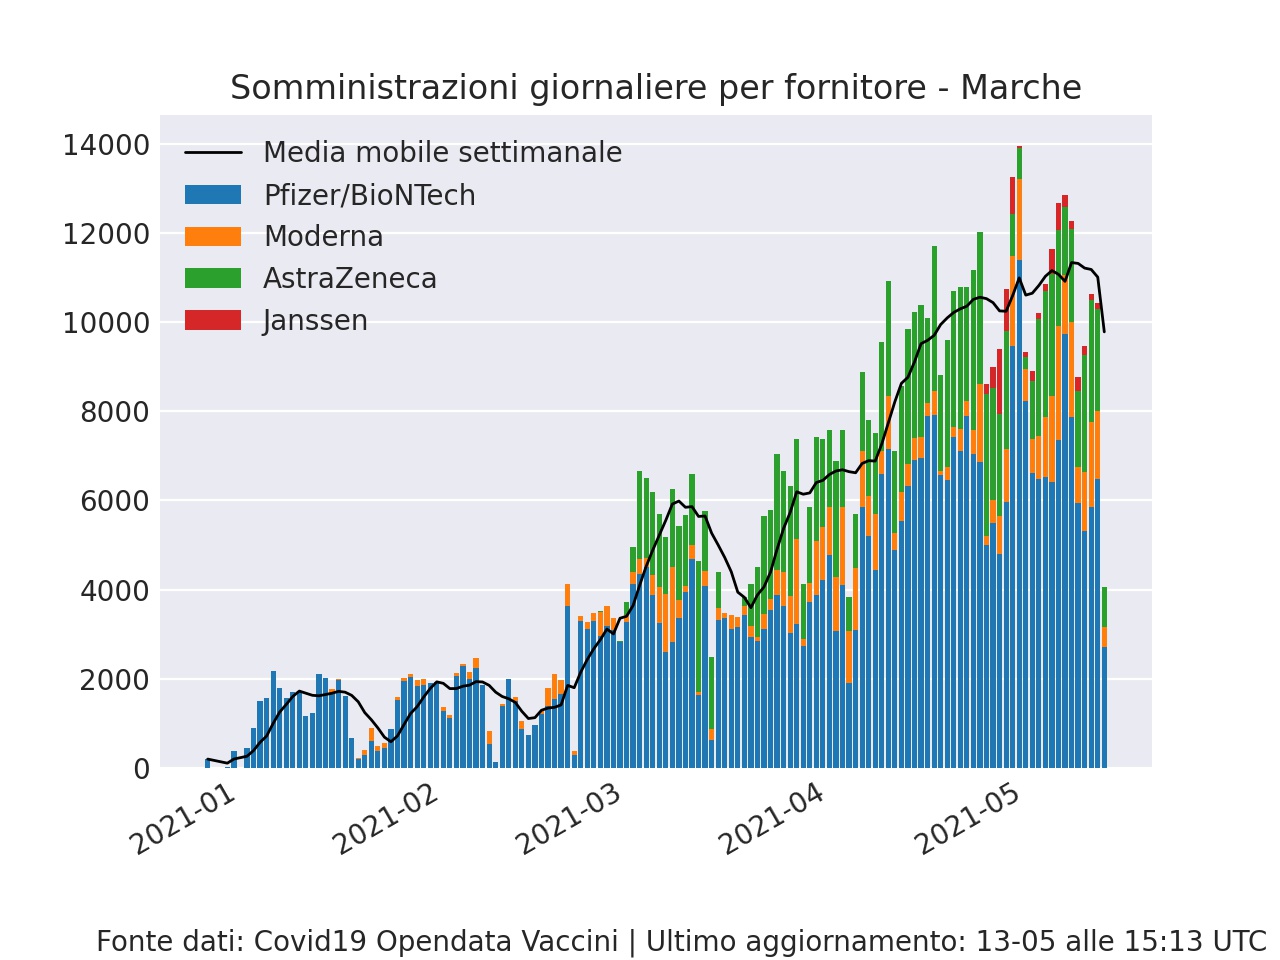 Somministrazioni giornaliere per fornitore - Marche
14000
12000
10000
8000
6000
4000
2000
0
Media mobile settimanale
Pfizer/BioNTech
Moderna
AstraZeneca
Janssen
2021-01
2021-02
2021-03
2021-04
2021-05
Fonte dati: Covid19 Opendata Vaccini | Ultimo aggiornamento: 13-05 alle 15:13 UTC